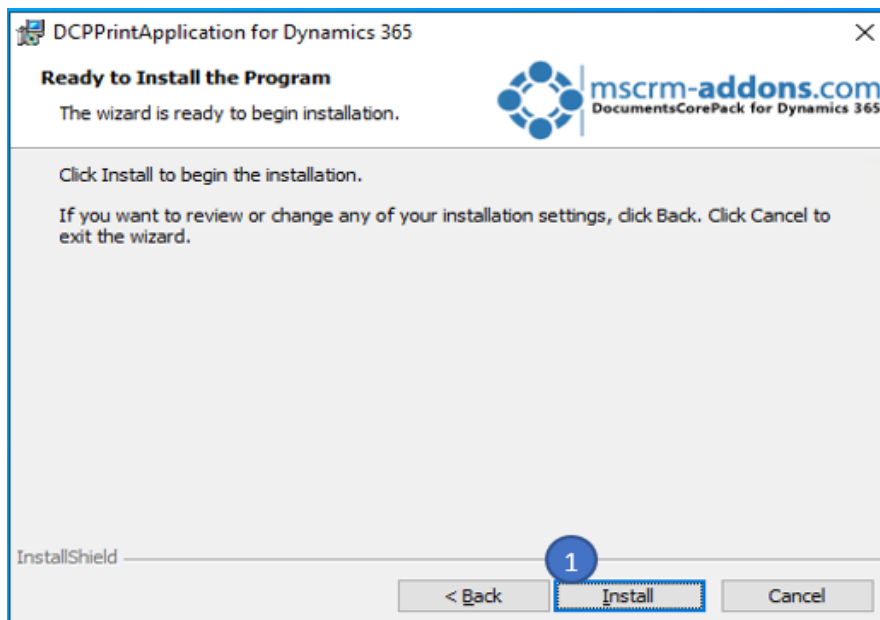 DCPPrintApplication for Dynamics 365
Ready to Install the Program
The wizard is ready to begin installation.
mscrm-addons.com
DocumentsCorePack for Dynamics 365
Click Install to begin the installation.
If you want to review or change any of your installation settings, click Back. Click Cancel to
exit the wizard.
InstallShield
1
< Back
Install
Cancel